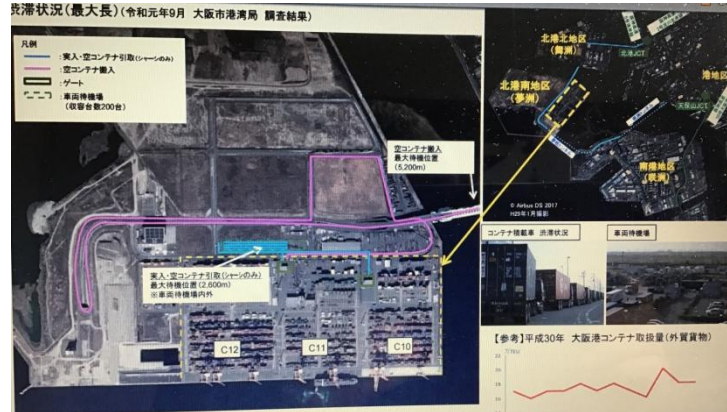 渋滞状況(最大長)(令和元年9月 大阪市港湾局 調査結果)
凡例
:実入・空コンテナ引取(シャーシのみ)
:空コンテナ搬入
:ゲート
:車両待機場
(収容台数200台)
空コンテナ搬入
最大待機位置
(5,200m)
実入・空コンテナ引取(シャーシのみ)
最大待機位置(2,600m)
※車両待機場内外
C12
C11
C10
北港北地区
(舞洲)
北港JCT
北港南地区
(夢洲)
港地区
天保山JCT
南港地区
(咲洲)
© Airbus DS 2017
H29年1月撮影
コンテナ積載車 渋滞状況
車両待機場
【参考】平成30年 大阪港コンテナ取扱量(外貿貨物)